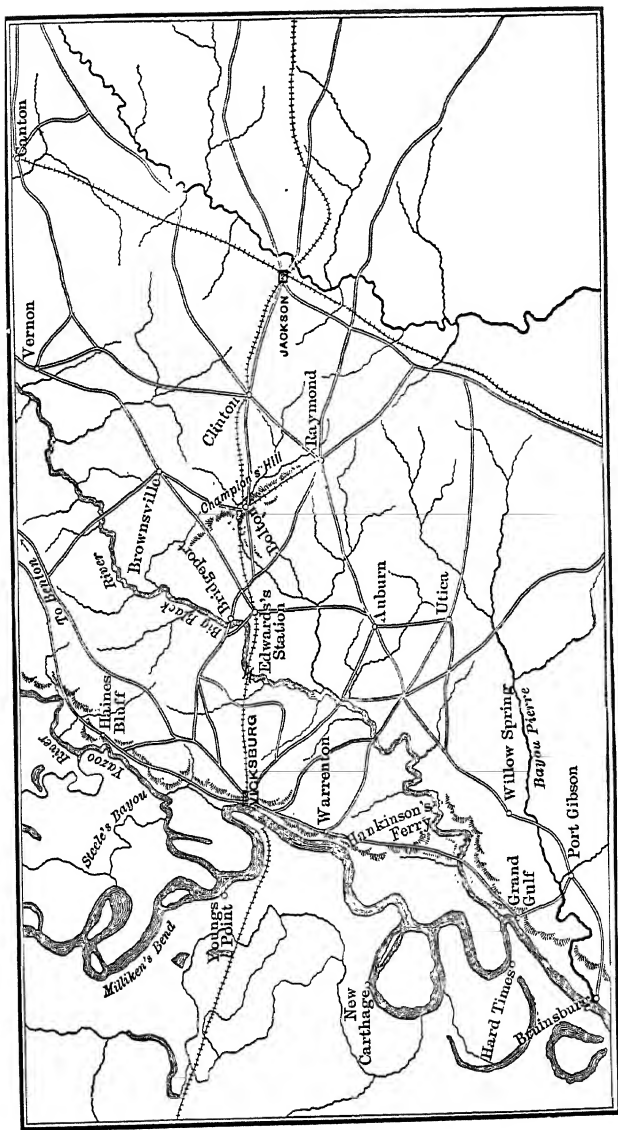 Canton
Vernon
JACKSON
Clinton
Raymond
Champion's Hill
Bolton
Brownsville
Bridgeport
Big Black
River
Edwards's
Station
To Benton
Auburn
Utica
Haines
Bluff
Yazoo
River
Steele's Bayou
VICKSBURG
Warrenton
Hankinson's
Ferry
Willow Spring
Bayou Pierre
Port Gibson
Grand
Gulf
Milliken's Bend
Youngs
Point
New
Carthage
Hard Times
Bruinsburg